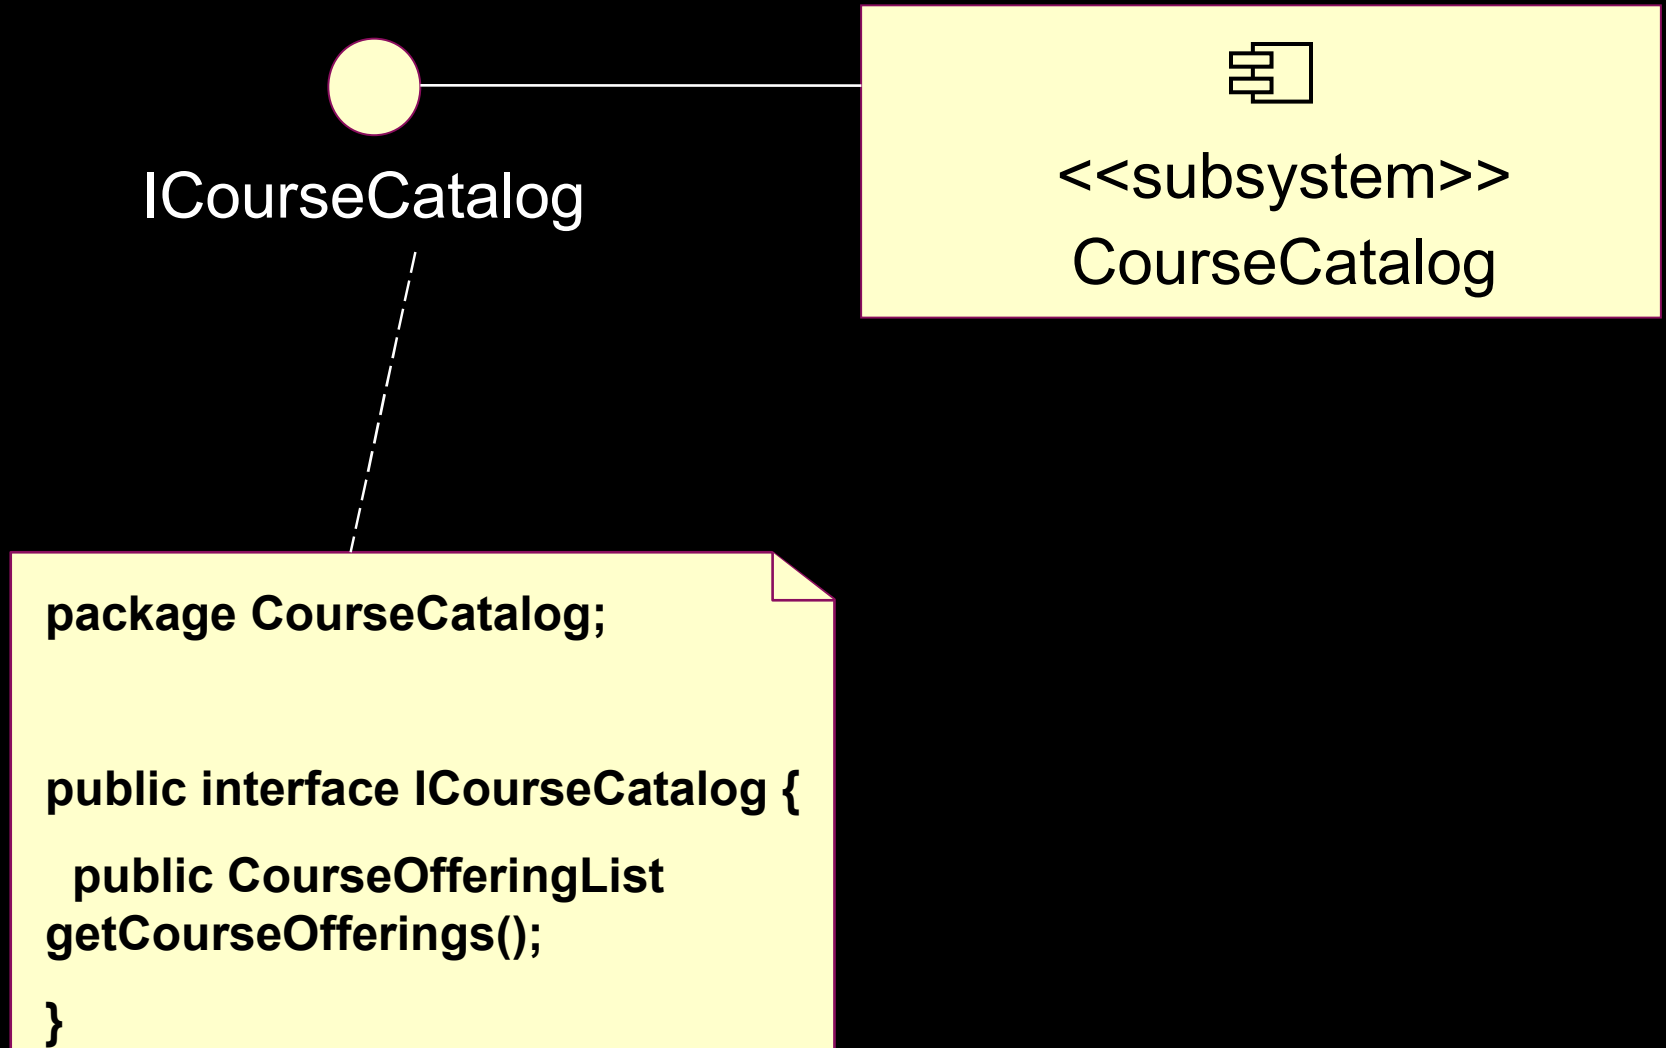 ICourseCatalog
<<subsystem>>
CourseCatalog
package CourseCatalog;
public interface ICourseCatalog {
public CourseOfferingList
getCourseOfferings();
}